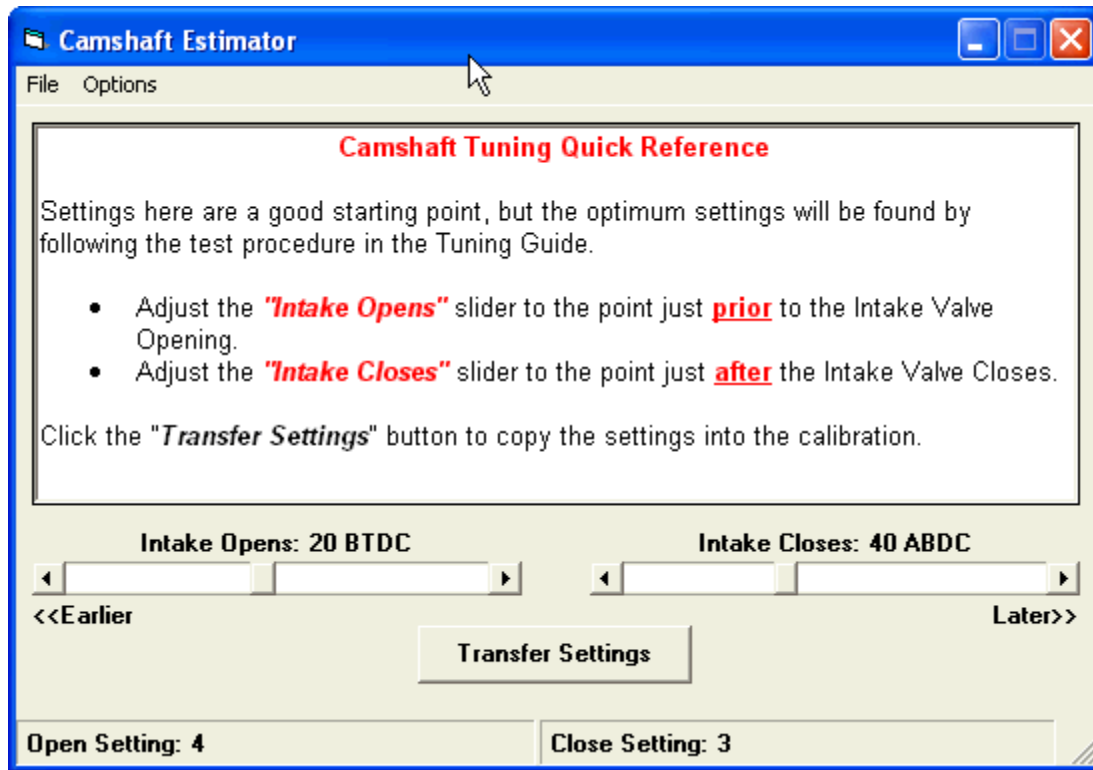 Camshaft Estimator
File Options
Camshaft Tuning Quick Reference
Settings here are a good starting point, but the optimum settings will be found by
following the test procedure in the Tuning Guide.
• Adjust the "Intake Opens" slider to the point just prior to the Intake Valve
Opening.
• Adjust the "Intake Closes" slider to the point just after the Intake Valve Closes.
Click the "Transfer Settings" button to copy the settings into the calibration.
Intake Opens: 20 BTDC
Intake Closes: 40 ABDC
<<Earlier
Later>>
Transfer Settings
Open Setting: 4
Close Setting: 3